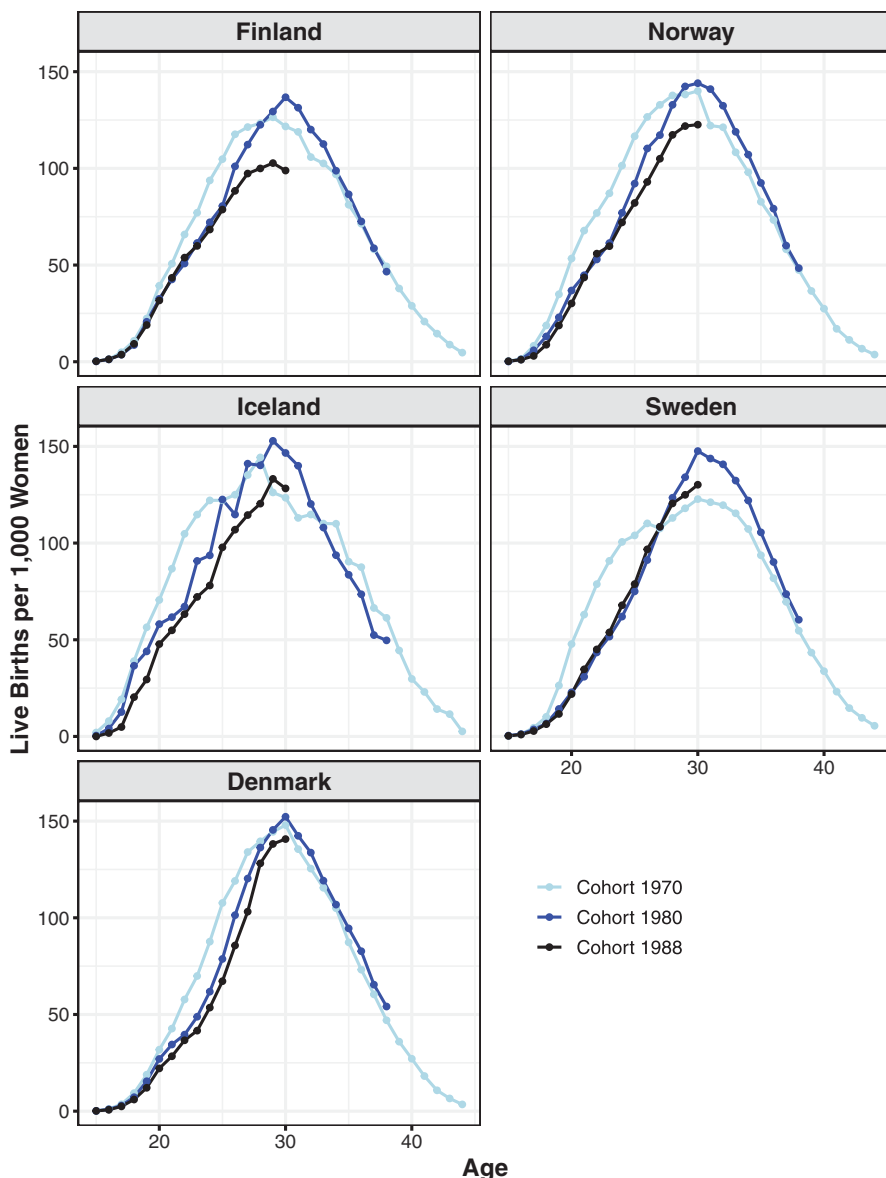 Finland
Norway
150
100
50
0
Iceland
Sweden
150
100
50
0
20
30
40
Denmark
150
100
50
0
20
30
40
Live Births per 1,000 Women
Age
Cohort 1970
Cohort 1980
Cohort 1988